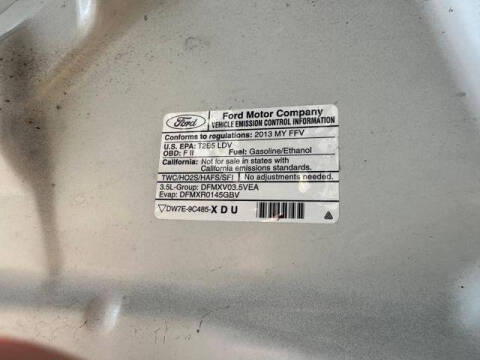 Ford
Ford Motor Company
VEHICLE EMISSION CONTROL INFORMATION
Conforms to regulations: 2013 MY FFV
U.S. EPA: T2B5 LDV
OBD: F II Fuel: Gasoline/Ethanol
California: Not for sale in states with
California emissions standards.
TWC/HO2S/HAFS/SFI No adjustments needed.
3.5L-Group: DFMXV03.5VEA
Evap: DFMXR0145GBV
DW7E-9C485-XDU